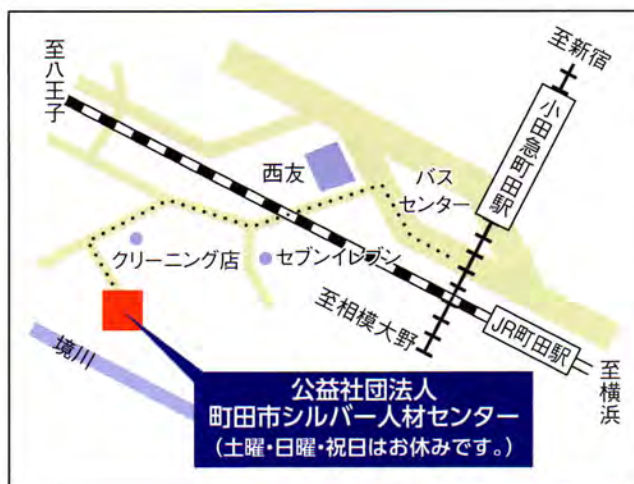 至新宿
至八王子
小田急町田駅
西友
バス
センター
クリーニング店
セブンイレブン
至相模大野
JR町田駅
境川
至横浜
公益社団法人
町田市シルバー人材センター
(土曜・日曜・祝日はお休みです。)